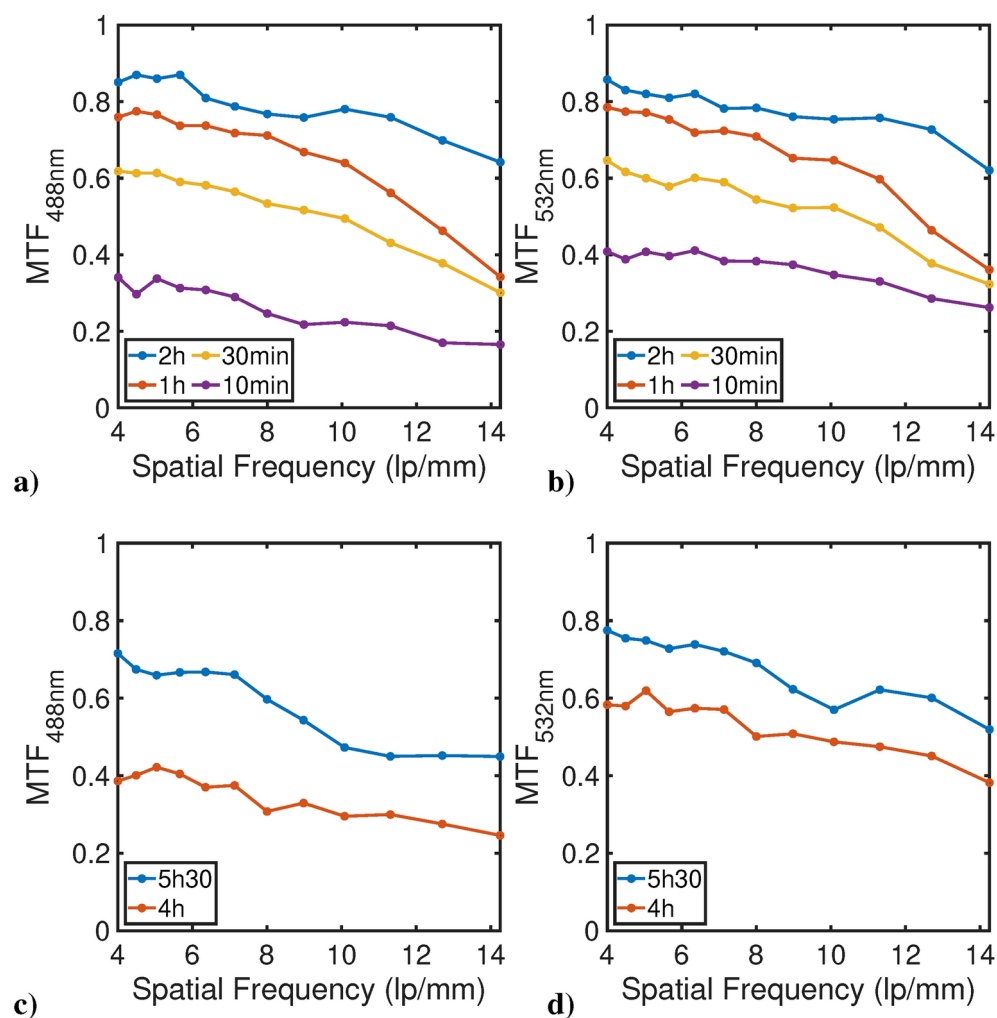 1
0.8
0.6
0.4
0.2
0
MTF488nm
4 6 8 10 12 14
Spatial Frequency (lp/mm)
2h 30min
1h 10min
a)
1
0.8
0.6
0.4
0.2
0
MTF532nm
4 6 8 10 12 14
Spatial Frequency (lp/mm)
2h 30min
1h 10min
b)
1
0.8
0.6
0.4
0.2
0
MTF488nm
4 6 8 10 12 14
Spatial Frequency (lp/mm)
5h30
4h
c)
1
0.8
0.6
0.4
0.2
0
MTF532nm
4 6 8 10 12 14
Spatial Frequency (lp/mm)
5h30
4h
d)